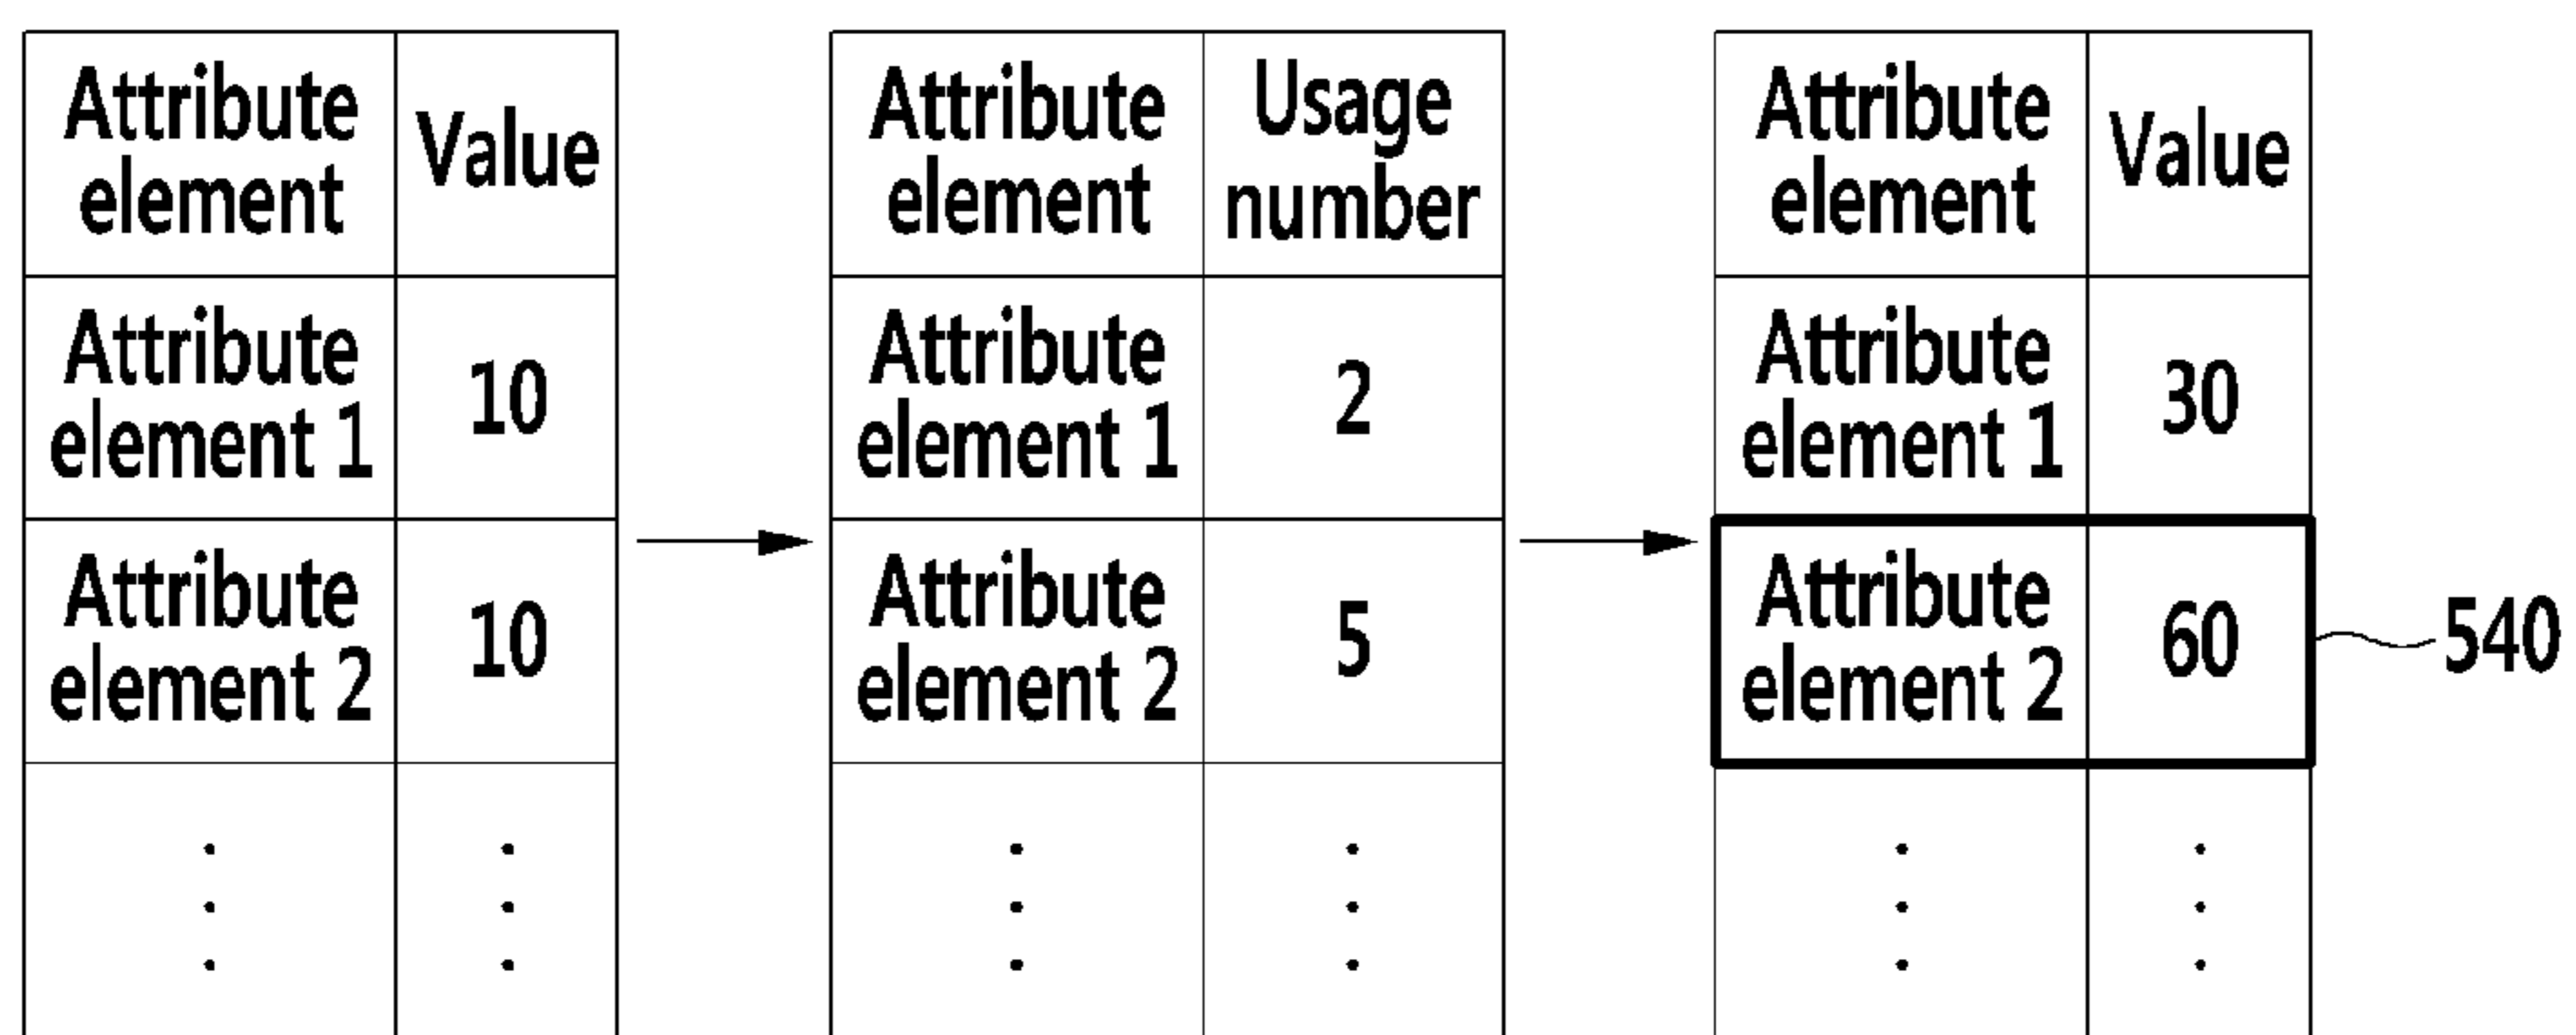 Attribute
element
Value
Attribute
element 1
10
Attribute
element 2
10
Attribute
element
Usage
number
Attribute
element 1
2
Attribute
element 2
5
Attribute
element
Value
Attribute
element 1
30
Attribute
element 2
60
540